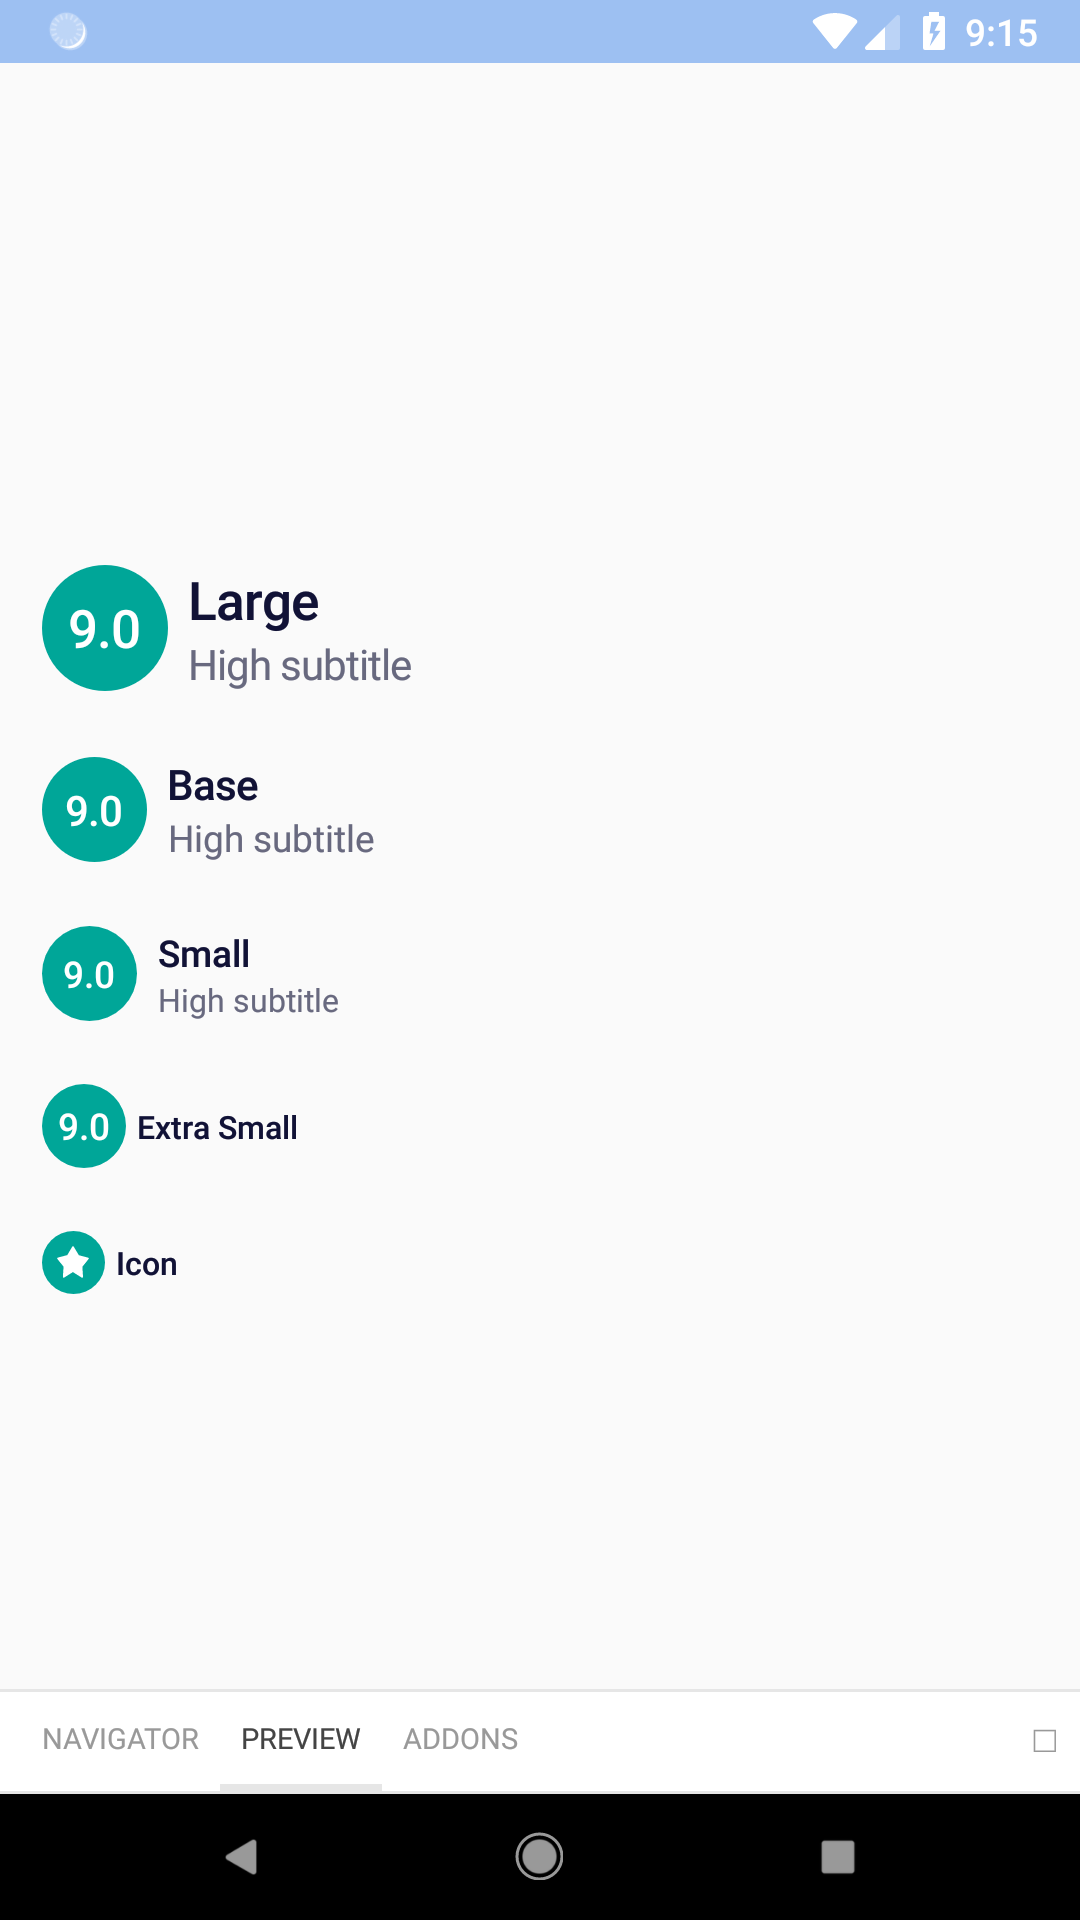 9:15
9.0 Large
High subtitle
9.0 Base
High subtitle
9.0 Small
High subtitle
9.0 Extra Small
Icon
NAVIGATOR PREVIEW ADDONS